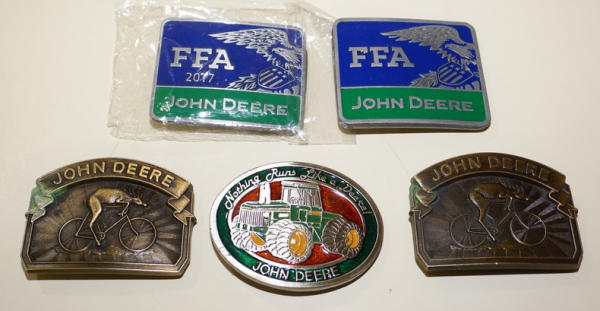 FFA
2017
JOHN DEERE
FFA
JOHN DEERE
JOHN DEERE
Nothing Runs Like a Deere!
JOHN DEERE
JOHN DEERE